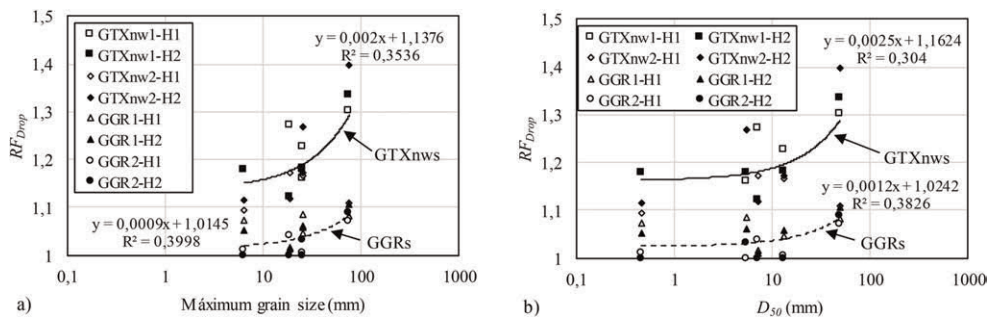 1,5
1,4
1,3
1,2
1,1
1
RF_Drop
GTXnw1-H1
GTXnw1-H2
GTXnw2-H1
GTXnw2-H2
GGR1-H1
GGR1-H2
GGR2-H1
GGR2-H2
y = 0,002x + 1,1376
R² = 0,3536
GTXnws
y = 0,0009x + 1,0145
R² = 0,3998
GGRs
0,1 1 10 100 1000
a) Máximum grain size (mm)
1,5
1,4
1,3
1,2
1,1
1
RF_Drop
GTXnw1-H1 GTXnw1-H2
GTXnw2-H1 GTXnw2-H2
GGR1-H1 GGR1-H2
GGR2-H1 GGR2-H2
y = 0,0025x + 1,1624
R² = 0,304
GTXnws
y = 0,0012x + 1,0242
R² = 0,3826
GGRs
0,1 1 10 100 1000
b) D50 (mm)